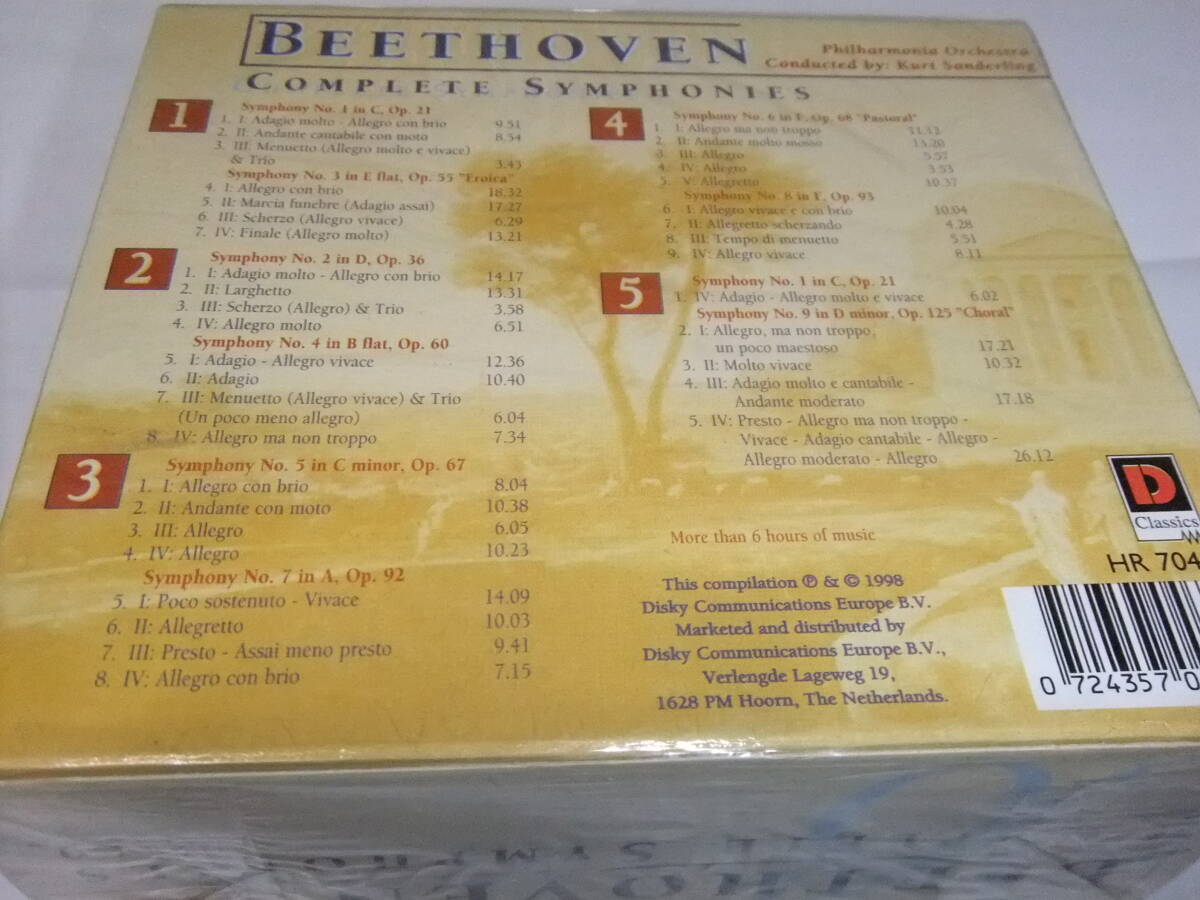 BEETHOVEN
COMPLETE SYMPHONIES
Philharmonia Orchestra
Conducted by: Kurt Sanderling
1
Symphony No. 1 in C, Op. 21
1. I: Adagio molto - Allegro con brio 9.51
2. II: Andante cantabile con moto 8.54
3. III: Menuetto (Allegro molto e vivace)
& Trio 3.43
Symphony No. 3 in E flat, Op. 55 "Eroica"
4. I: Allegro con brio 18.32
5. II: Marcia funebre (Adagio assai) 17.27
6. III: Scherzo (Allegro vivace) 6.29
7. IV: Finale (Allegro molto) 13.21
2
Symphony No. 2 in D, Op. 36
1. I: Adagio molto - Allegro con brio 14.17
2. II: Larghetto 13.31
3. III: Scherzo (Allegro) & Trio 3.58
4. IV: Allegro molto 6.51
Symphony No. 4 in B flat, Op. 60
5. I: Adagio - Allegro vivace 12.36
6. II: Adagio 10.40
7. III: Menuetto (Allegro vivace) & Trio
(Un poco meno allegro) 6.04
8. IV: Allegro ma non troppo 7.34
3
Symphony No. 5 in C minor, Op. 67
1. I: Allegro con brio 8.04
2. II: Andante con moto 10.38
3. III: Allegro 6.05
4. IV: Allegro 10.23
Symphony No. 7 in A, Op. 92
5. I: Poco sostenuto - Vivace 14.09
6. II: Allegretto 10.03
7. III: Presto - Assai meno presto 9.41
8. IV: Allegro con brio 7.15
4
Symphony No. 6 in F, Op. 68 "Pastoral"
1. I: Allegro ma non troppo 11.12
2. II: Andante molto mosso 13.20
3. III: Allegro 5.57
4. IV: Allegro 3.53
5. V: Allegretto 10.37
Symphony No. 8 in F, Op. 93
6. I: Allegro vivace e con brio 10.04
7. II: Allegretto scherzando 4.28
8. III: Tempo di menuetto 5.51
9. IV: Allegro vivace 8.11
5
Symphony No. 1 in C, Op. 21
1. IV: Adagio - Allegro molto e vivace 6.02
Symphony No. 9 in D minor, Op. 125 "Choral"
2. I: Allegro, ma non troppo,
un poco maestoso 17.21
3. II: Molto vivace 10.32
4. III: Adagio molto e cantabile -
Andante moderato 17.18
5. IV: Presto - Allegro ma non troppo -
Vivace - Adagio cantabile - Allegro -
Allegro moderato - Allegro 26.12
More than 6 hours of music
This compilation ℗ & © 1998
Disky Communications Europe B.V.
Marketed and distributed by
Disky Communications Europe B.V.,
Verlengde Lageweg 19,
1628 PM Hoorn, The Netherlands.
D
Classics
HR 704
0 724357 0